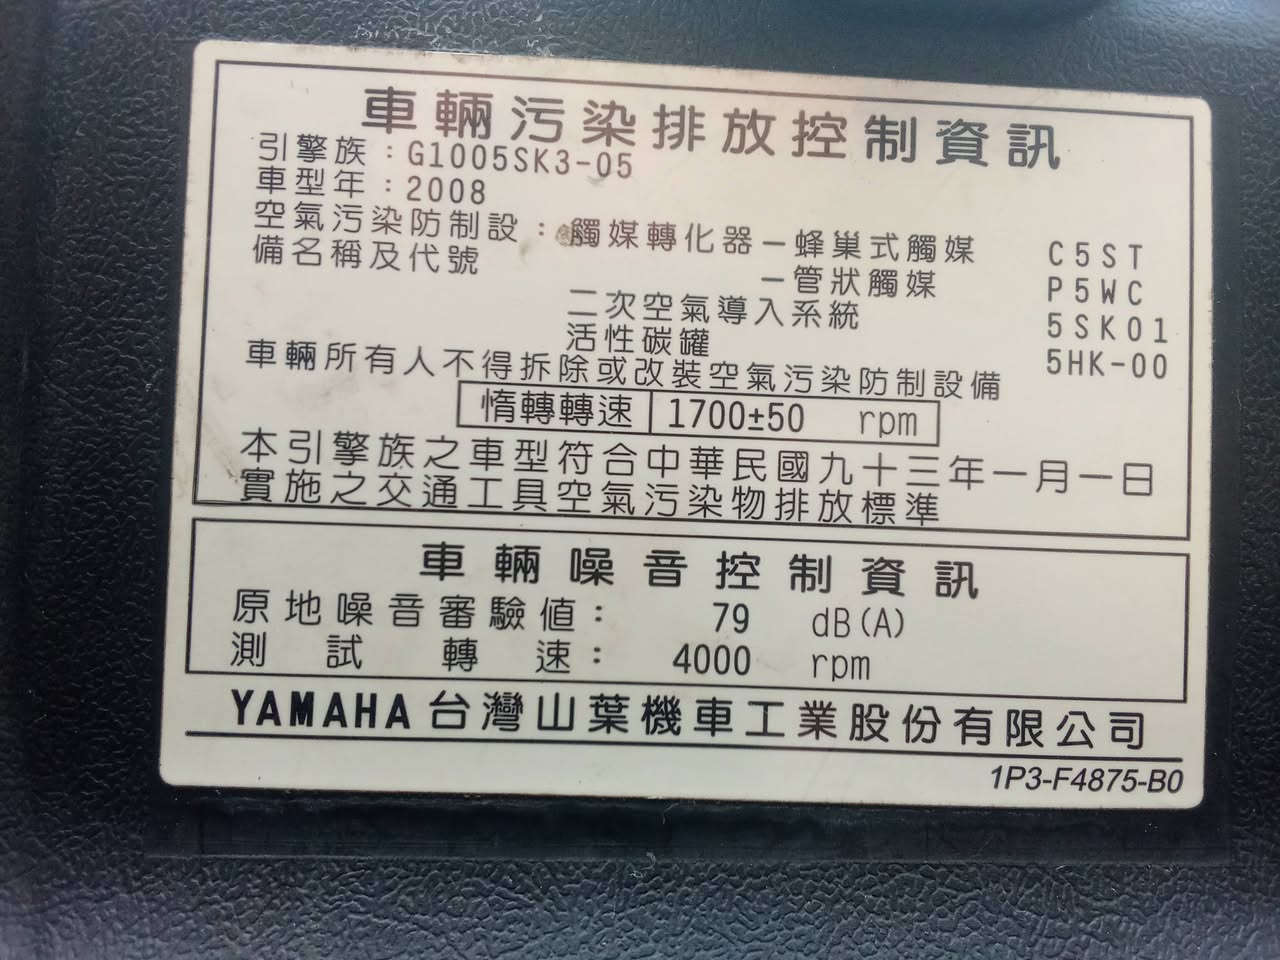 車輛污染排放控制資訊
引擎族：G1005SK3-05
車型年：2008
空氣污染防制設：觸媒轉化器－蜂巢式觸媒 C5ST
備名稱及代號 －管狀觸媒 P5WC
二次空氣導入系統 5SK01
活性碳罐 5HK-00
車輛所有人不得拆除或改裝空氣污染防制設備
惰轉轉速 1700±50 rpm
本引擎族之車型符合中華民國九十三年一月一日
實施之交通工具空氣污染物排放標準
車輛噪音控制資訊
原地噪音審驗值： 79 dB(A)
測試轉速： 4000 rpm
YAMAHA台灣山葉機車工業股份有限公司
1P3-F4875-B0